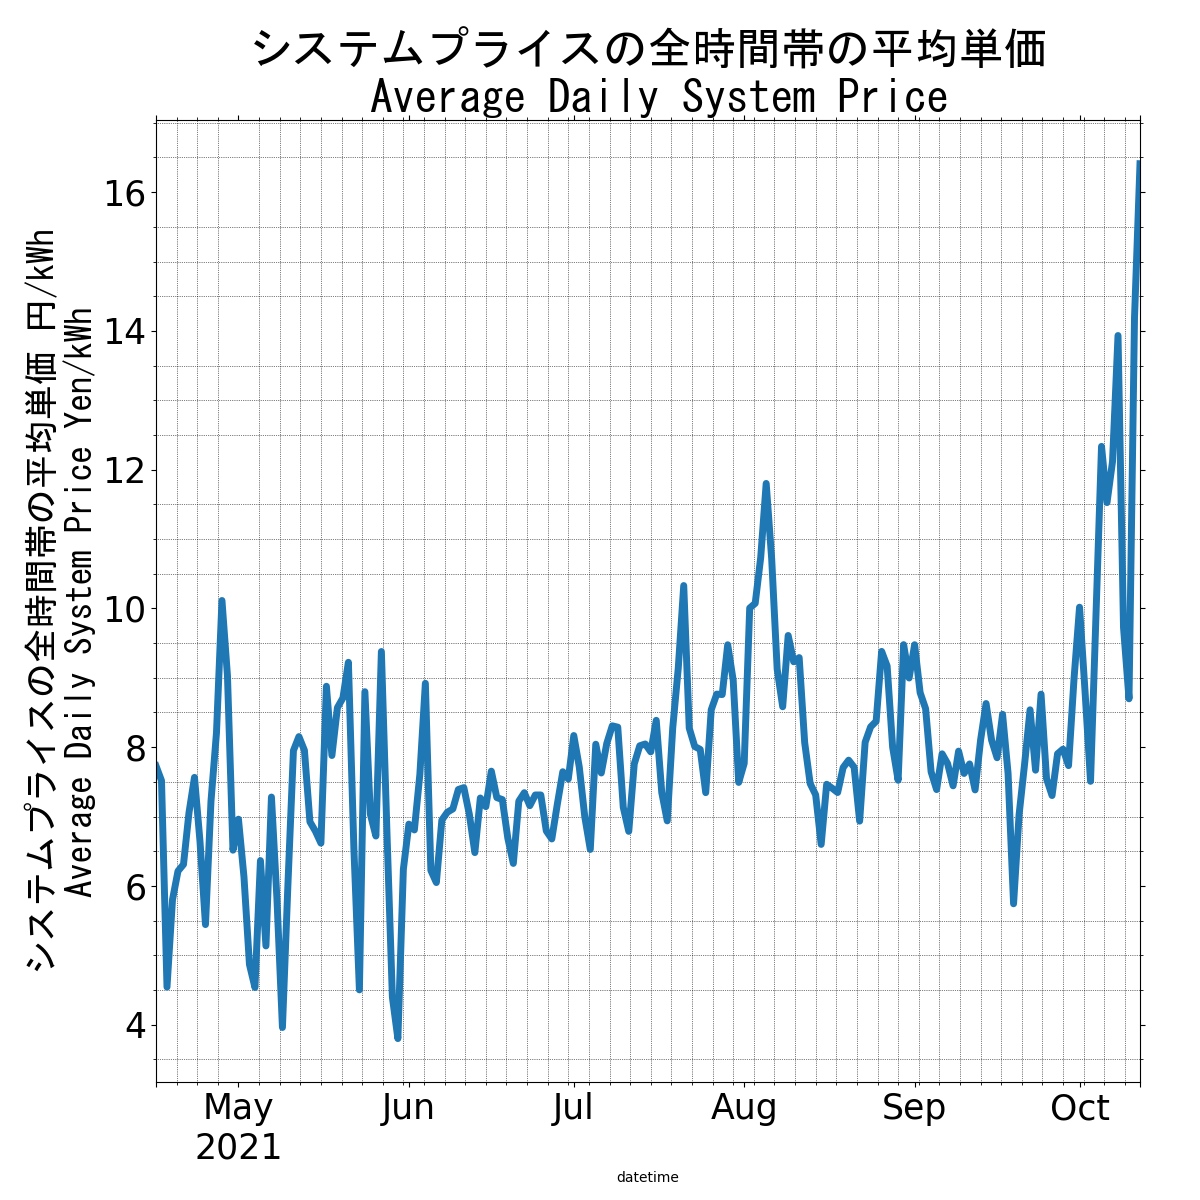 システムプライスの全時間帯の平均単価
Average Daily System Price
システムプライスの全時間帯の平均単価 円/kWh
Average Daily System Price Yen/kWh
16
14
12
10
8
6
4
May
2021
Jun
Jul
Aug
Sep
Oct
datetime